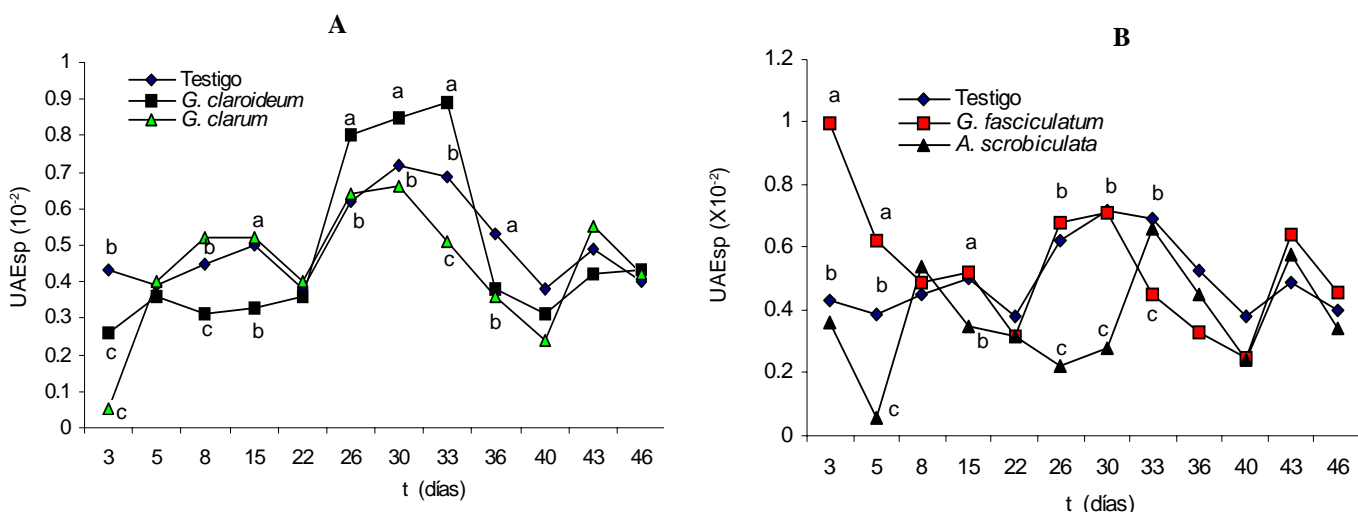 A
Testigo
G. claroideum
G. clarum
UAEsp (10-2)
1
0.9
0.8
0.7
0.6
0.5
0.4
0.3
0.2
0.1
0
b
c
c
b
c
a
b
a
b
a
b
a
b
c
a
b
3 5 8 15 22 26 30 33 36 40 43 46
t (días)
B
Testigo
G. fasciculatum
A. scrobiculata
UAEsp (X10-2)
1.2
1
0.8
0.6
0.4
0.2
0
a
b
a
b
c
a
b
b
c
b
c
b
c
3 5 8 15 22 26 30 33 36 40 43 46
t (días)